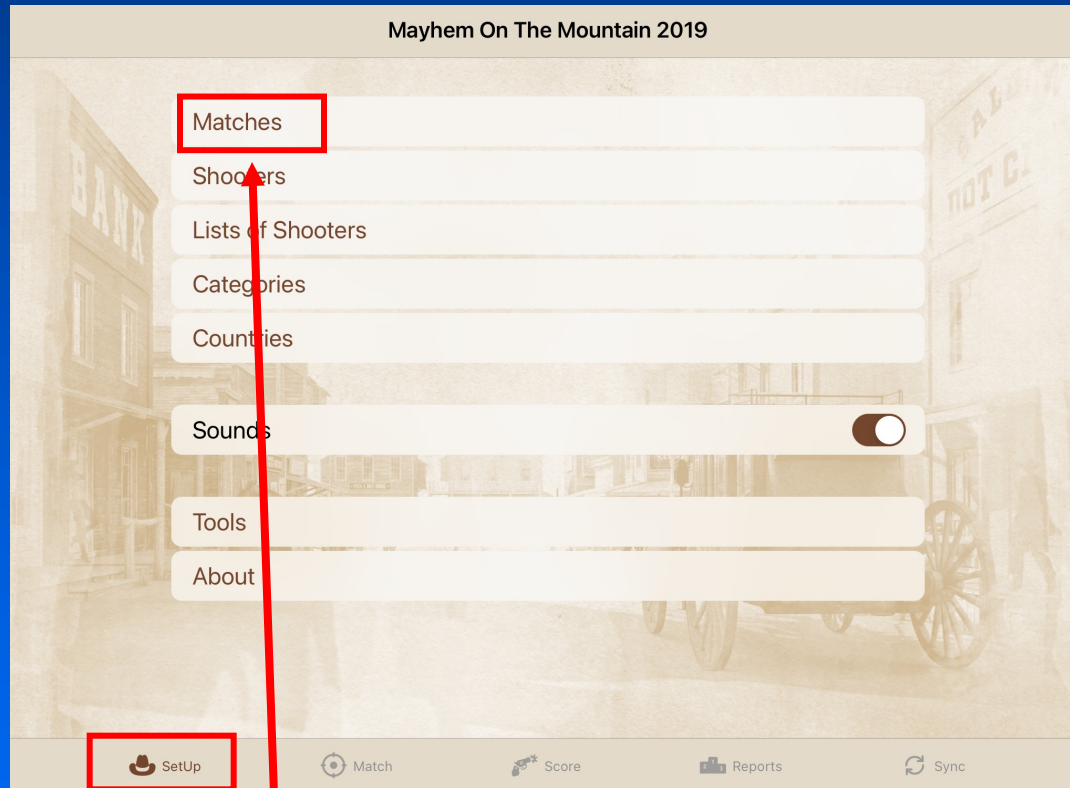 Mayhem On The Mountain 2019
Matches
Shooters
Lists of Shooters
Categories
Countries
Sounds
Tools
About
BANK
SetUp
Match
Score
Reports
Sync